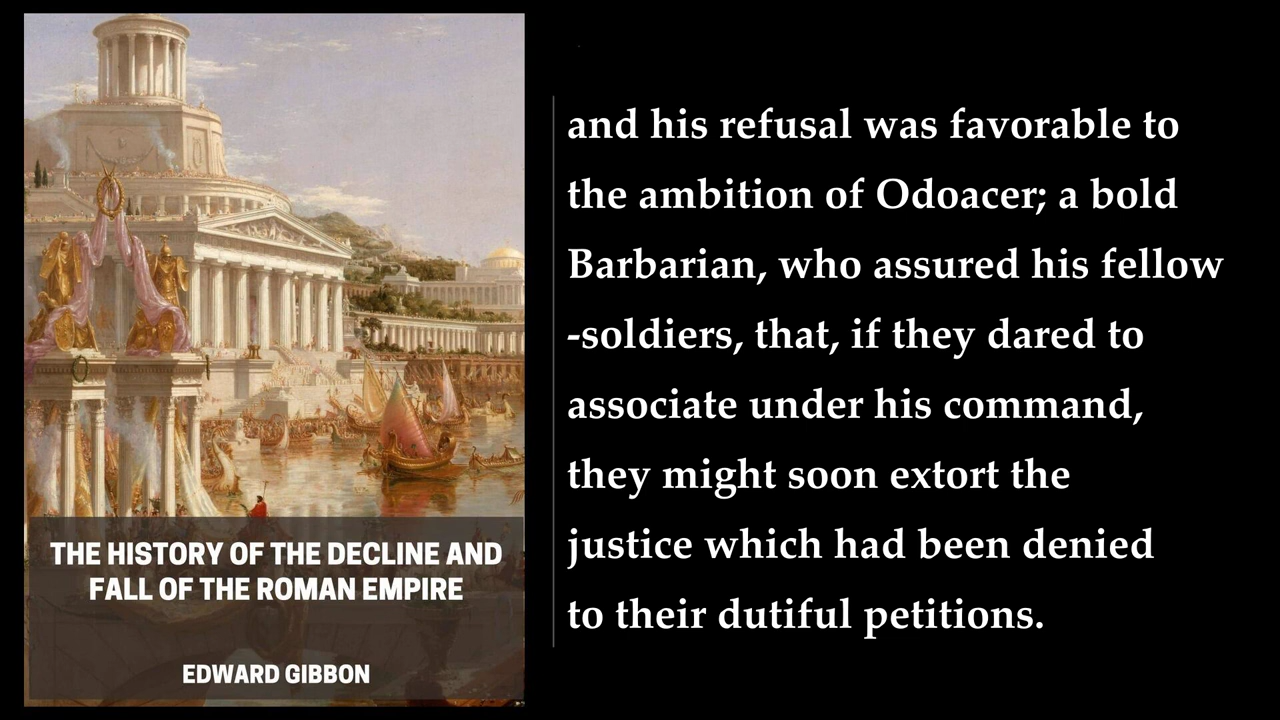 THE HISTORY OF THE DECLINE AND
FALL OF THE ROMAN EMPIRE
EDWARD GIBBON
and his refusal was favorable to
the ambition of Odoacer; a bold
Barbarian, who assured his fellow
-soldiers, that, if they dared to
associate under his command,
they might soon extort the
justice which had been denied
to their dutiful petitions.